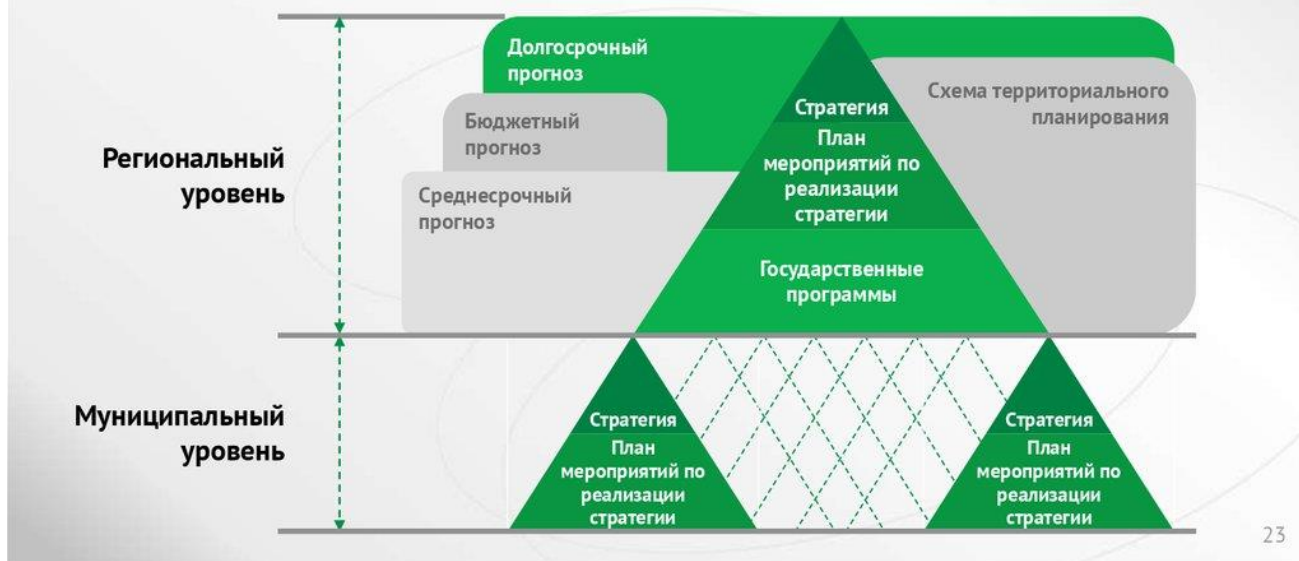 Долгосрочный
прогноз
Стратегия
Схема территориального
планирования
Бюджетный
прогноз
План
мероприятий по
реализации
стратегии
Региональный
уровень
Среднесрочный
прогноз
Государственные
программы
Муниципальный
уровень
Стратегия
План
мероприятий по
реализации
стратегии
Стратегия
План
мероприятий по
реализации
стратегии
23